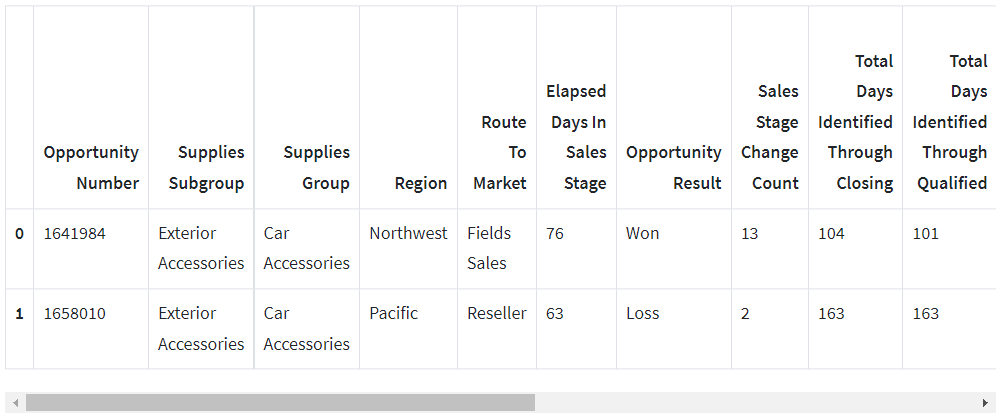 Opportunity Number Supplies Subgroup Supplies Group Region Route To Market Elapsed Days In Sales Stage Opportunity Result Sales Stage Change Count Total Days Identified Through Closing Total Days Identified Through Qualified
0 1641984 Exterior Accessories Car Accessories Northwest Fields Sales 76 Won 13 104 101
1 1658010 Exterior Accessories Car Accessories Pacific Reseller 63 Loss 2 163 163